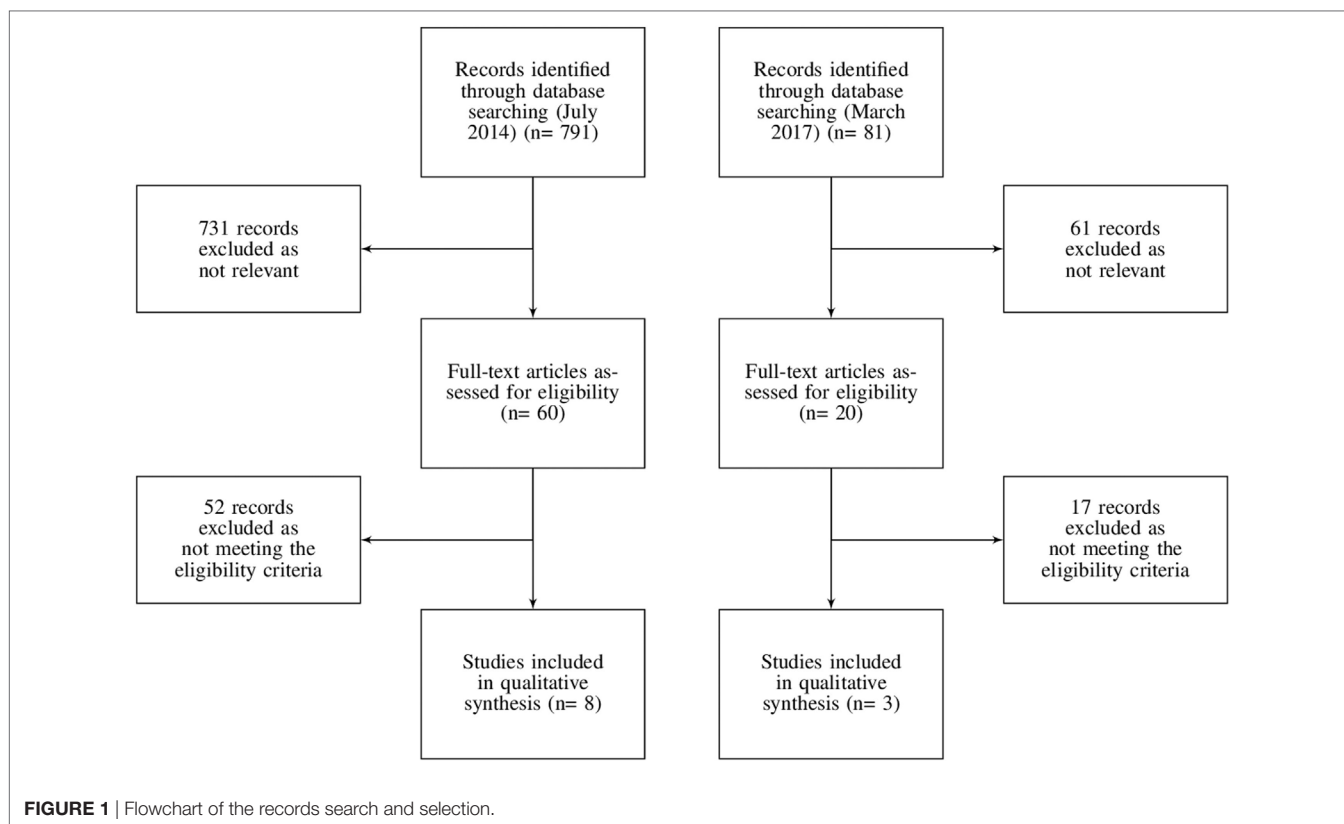 Records identified
through database
searching (July
2014) (n= 791)
Records identified
through database
searching (March
2017) (n= 81)
731 records
excluded as
not relevant
61 records
excluded as
not relevant
Full-text articles as-
sessed for eligibility
(n= 60)
Full-text articles as-
sessed for eligibility
(n= 20)
52 records
excluded as
not meeting the
eligibility criteria
17 records
excluded as
not meeting the
eligibility criteria
Studies included
in qualitative
synthesis (n= 8)
Studies included
in qualitative
synthesis (n= 3)
FIGURE 1 | Flowchart of the records search and selection.